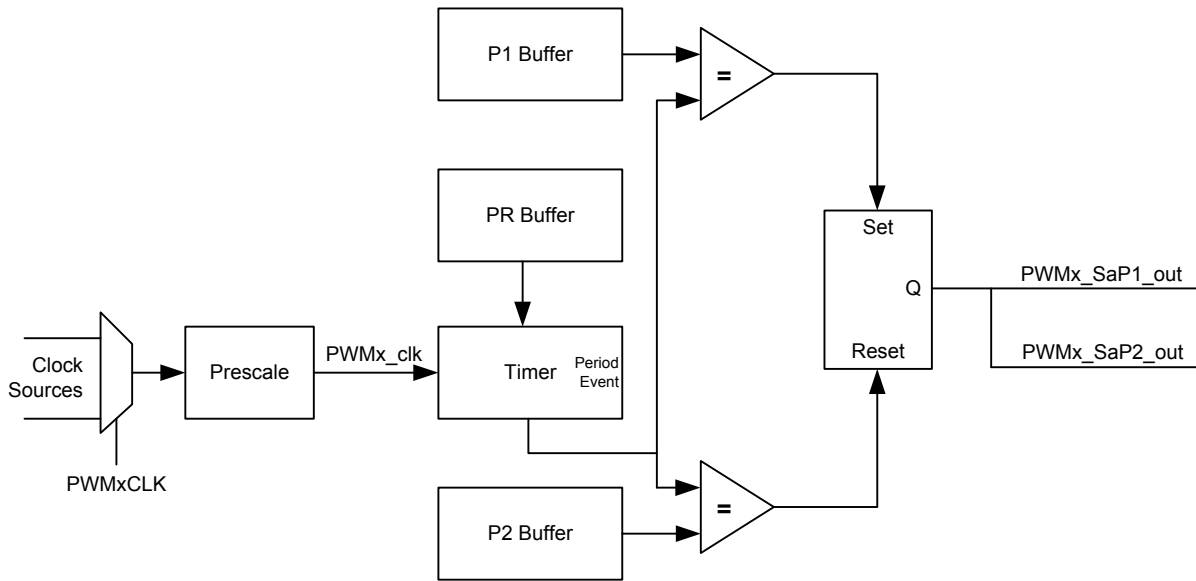 P1 Buffer
=
PR Buffer
Set
Q
PWMx_SaP1_out
Clock
Sources
Prescale
PWMx_clk
Timer
Period
Event
Reset
PWMx_SaP2_out
PWMxCLK
P2 Buffer
=